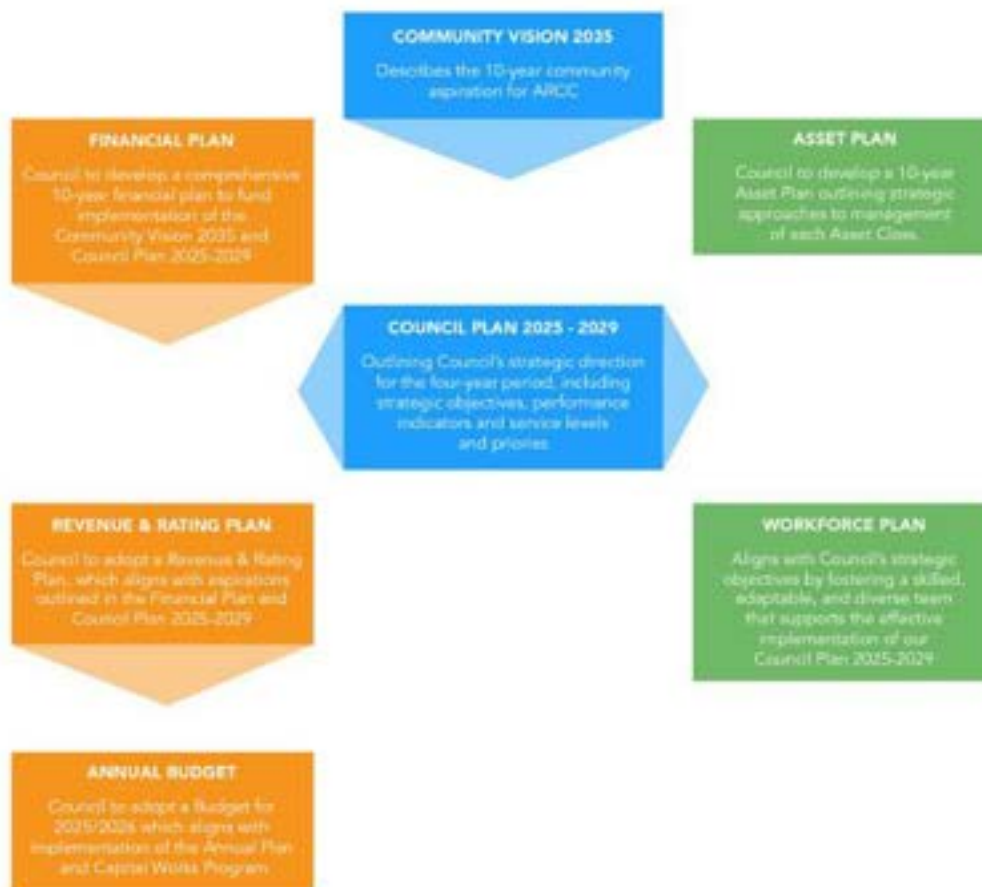 COMMUNITY VISION 2035
Describes the 10-year community
aspiration for ARCC
FINANCIAL PLAN
Council to develop a comprehensive
10-year financial plan to fund
implementation of the
Community Vision 2035 and
Council Plan 2025-2029
ASSET PLAN
Council to develop a 10-year
Asset Plan outlining strategic
approaches to management
of each Asset Class.
COUNCIL PLAN 2025 - 2029
Outlining Council's strategic direction
for the four-year period, including
strategic objectives, performance
indicators and service levels
and priories
REVENUE & RATING PLAN
Council to adopt a Revenue & Rating
Plan, which aligns with aspirations
outlined in the Financial Plan and
Council Plan 2025-2029
WORKFORCE PLAN
Aligns with Council's strategic
objectives by fostering a skilled,
adaptable, and diverse team
that supports the effective
implementation of our
Council Plan 2025-2029
ANNUAL BUDGET
Council to adopt a Budget for
2025/2026 which aligns with
implementation of the Annual Plan
and Capital Works Program